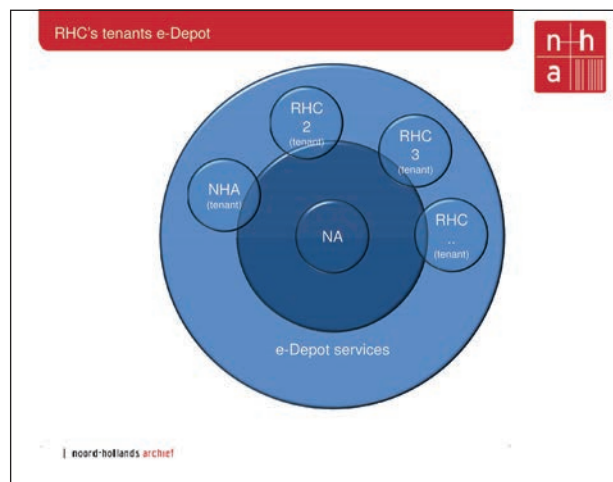 RHC's tenants e-Depot
n h
a
RHC
2
(tenant)
RHC
3
(tenant)
NHA
(tenant)
RHC
..
(tenant)
NA
e-Depot services
| noord-hollands archief